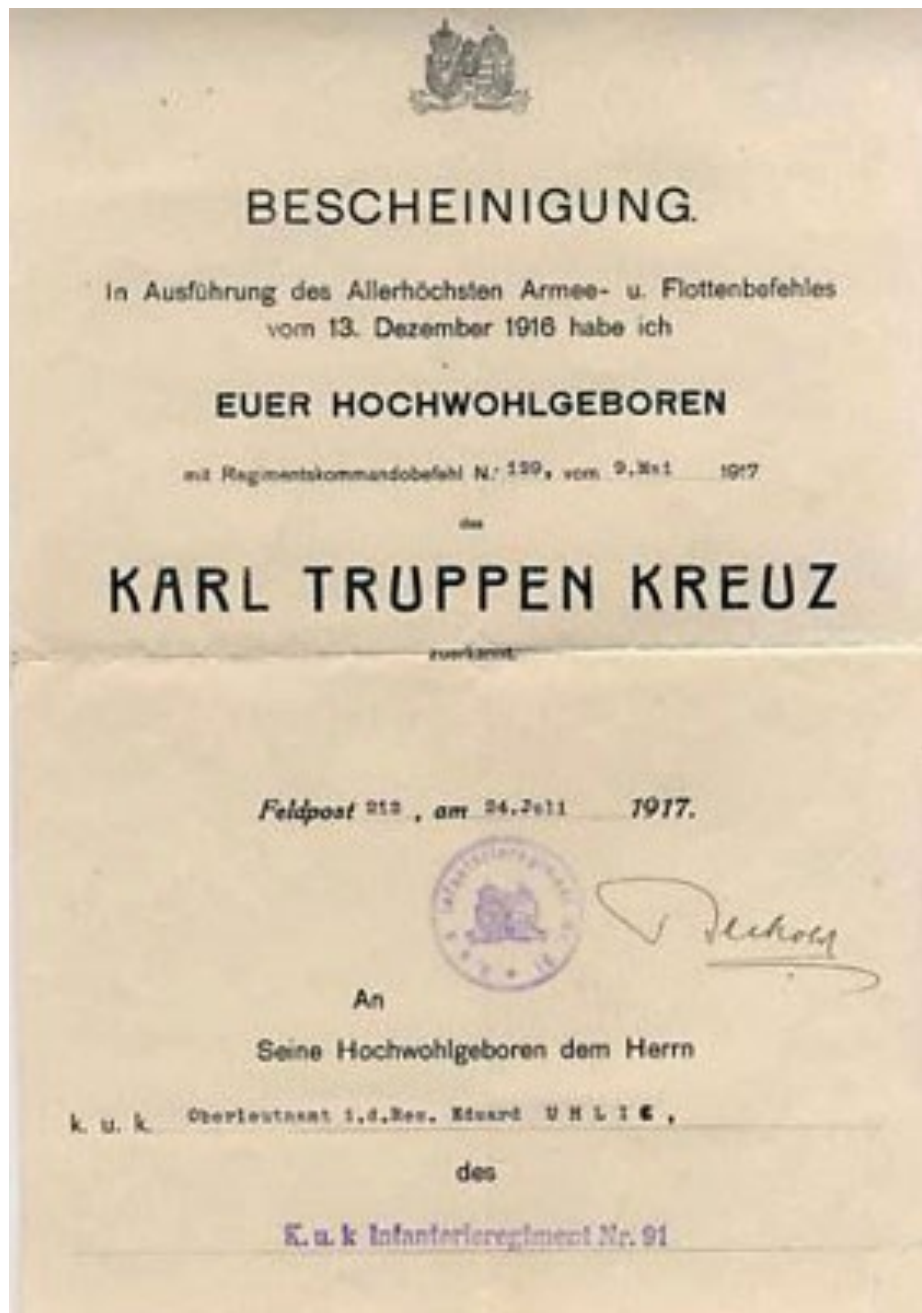 BESCHEINIGUNG.
In Ausführung des Allerhöchsten Armee- u. Flottenbefehles
vom 13. Dezember 1916 habe ich
EUER HOCHWOHLGEBOREN
mit Regimentskommandobefehl N.º 129, vom 9.Mai 1917
das
KARL TRUPPEN KREUZ
zuerkannt.
Feldpost 212, am 24.Juli 1917.
An
Seine Hochwohlgeboren dem Herrn
k. u. k. Oberleutnant i.d.Res. Eduard UHLIG,
des
K. u. k Infanterieregiment Nr. 91